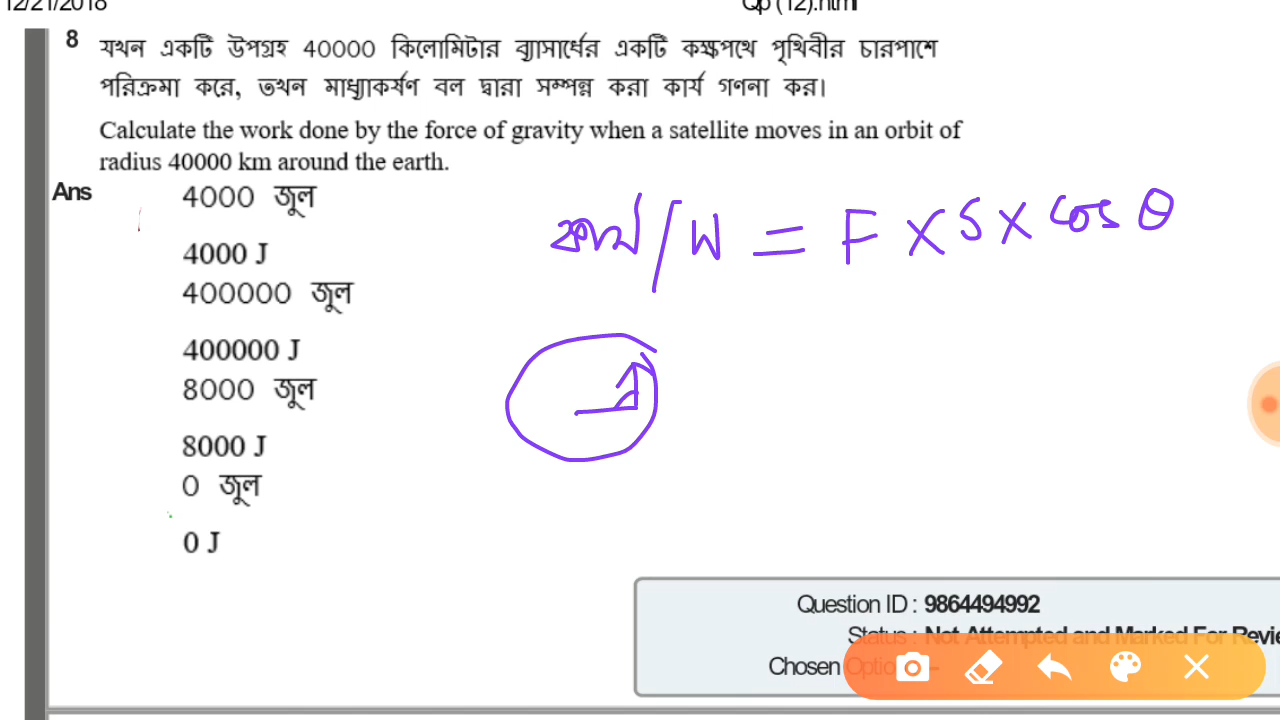 12/21/2018 Qp (12).html
8 যখন একটি উপগ্রহ 40000 কিলোমিটার ব্যাসার্ধের একটি কক্ষপথে পৃথিবীর চারপাশে
পরিক্রমা করে, তখন মাধ্যাকর্ষণ বল দ্বারা সম্পন্ন করা কার্য গণনা কর।
Calculate the work done by the force of gravity when a satellite moves in an orbit of
radius 40000 km around the earth.
Ans 4000 জুল
4000 J
400000 জুল
400000 J
8000 জুল
8000 J
0 জুল
0 J
কার্য / W = F × S × cos θ
Question ID : 9864494992
Status : Not Attempted and Marked For Revie
Chosen Option : --